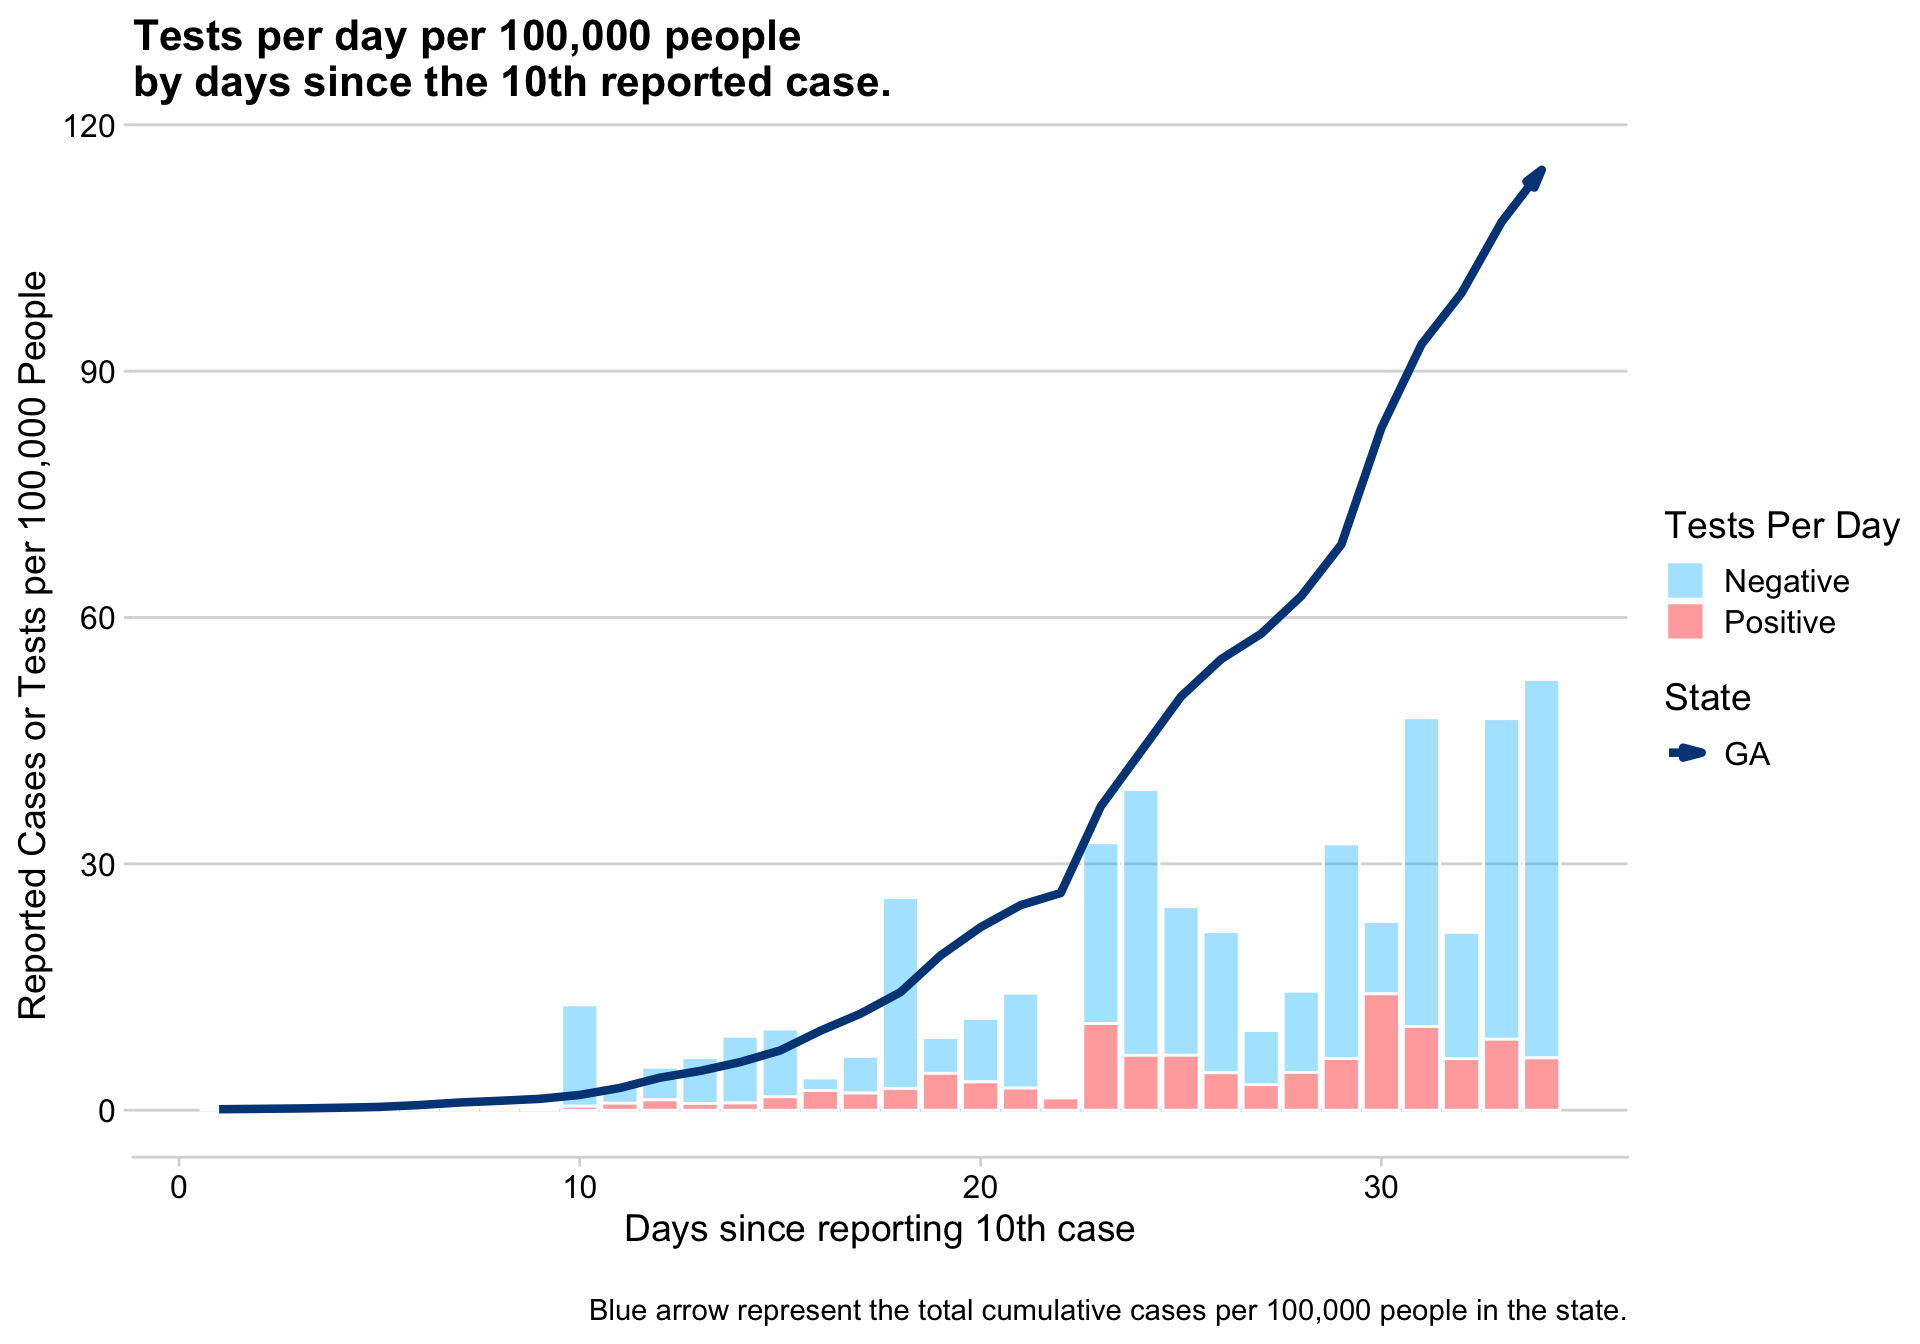 Tests per day per 100,000 people
by days since the 10th reported case.
Reported Cases or Tests per 100,000 People
120
90
60
30
0
0
10
20
30
Days since reporting 10th case
Tests Per Day
Negative
Positive
State
GA
Blue arrow represent the total cumulative cases per 100,000 people in the state.